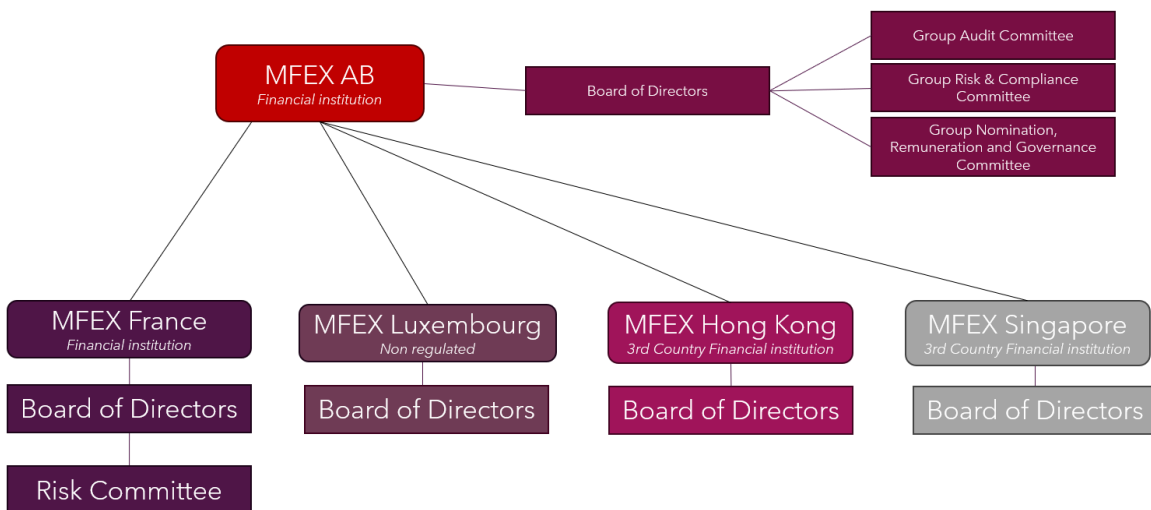 MFEX AB
Financial institution
Board of Directors
Group Audit Committee
Group Risk & Compliance
Committee
Group Nomination,
Remuneration and Governance
Committee
MFEX France
Financial institution
Board of Directors
Risk Committee
MFEX Luxembourg
Non regulated
Board of Directors
MFEX Hong Kong
3rd Country Financial institution
Board of Directors
MFEX Singapore
3rd Country Financial institution
Board of Directors